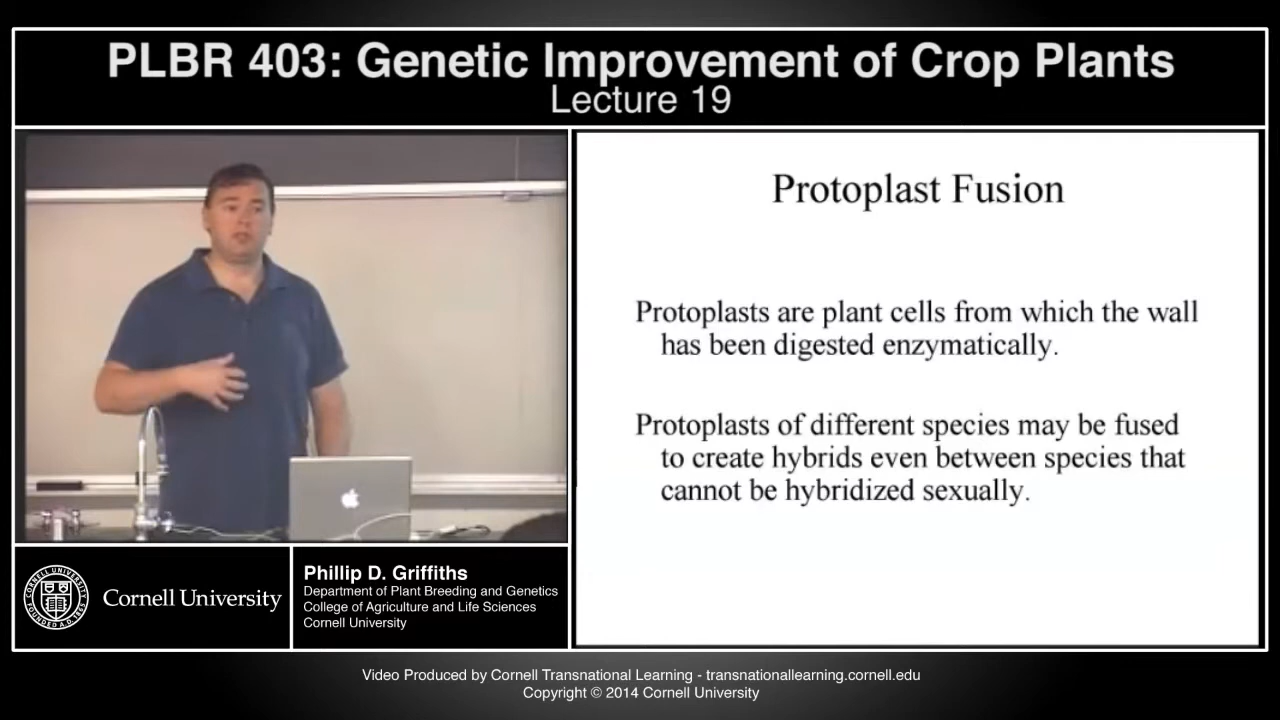 PLBR 403: Genetic Improvement of Crop Plants
Lecture 19
Protoplast Fusion
Protoplasts are plant cells from which the wall
has been digested enzymatically.
Protoplasts of different species may be fused
to create hybrids even between species that
cannot be hybridized sexually.
Cornell University
Phillip D. Griffiths
Department of Plant Breeding and Genetics
College of Agriculture and Life Sciences
Cornell University
Video Produced by Cornell Transnational Learning - transnationallearning.cornell.edu
Copyright © 2014 Cornell University